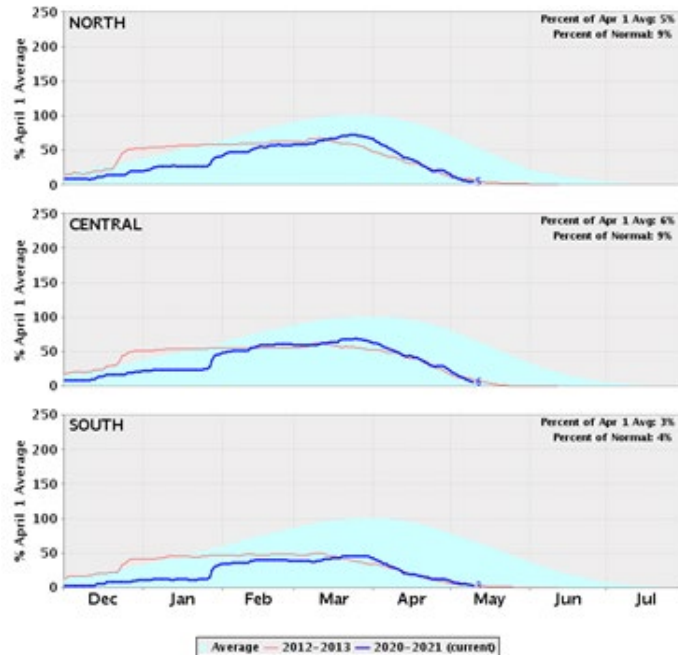 NORTH
Percent of Apr 1 Avg: 5%
Percent of Normal: 9%
% April 1 Average
250
200
150
100
50
0
5
CENTRAL
Percent of Apr 1 Avg: 6%
Percent of Normal: 9%
% April 1 Average
250
200
150
100
50
0
6
SOUTH
Percent of Apr 1 Avg: 3%
Percent of Normal: 4%
% April 1 Average
250
200
150
100
50
0
Dec Jan Feb Mar Apr May Jun Jul
Average 2012-2013 2020-2021 (current)